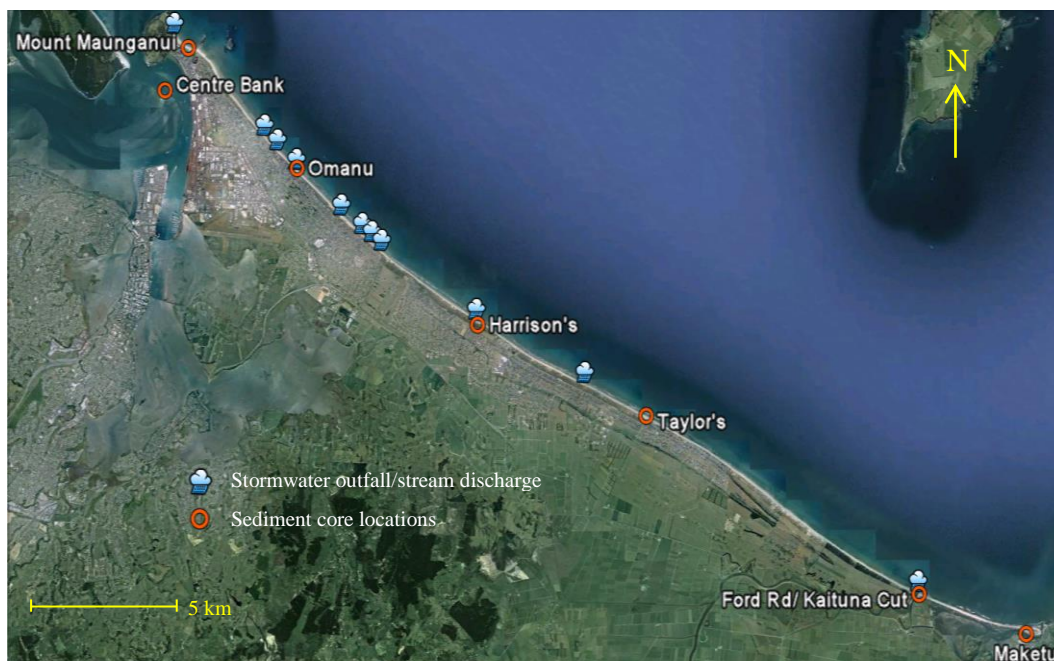 Mount Maunganui
N
Centre Bank
Omanu
Harrison's
Taylor's
Stormwater outfall/stream discharge
Sediment core locations
Ford Rd/ Kaituna Cut
5 km
Maketu